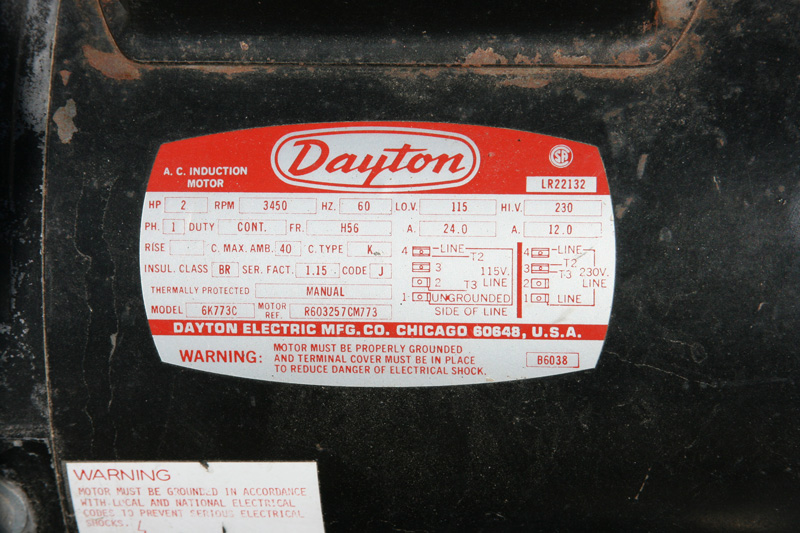 Dayton
A.C. INDUCTION
MOTOR
SA
LR22132
HP 2 RPM 3450 HZ. 60 LO.V. 115 HI.V. 230
PH. 1 DUTY CONT. FR. H56 A. 24.0 A. 12.0
RISE C. MAX. AMB. 40 C. TYPE K
INSUL. CLASS BR SER. FACT. 1.15 CODE J
THERMALLY PROTECTED MANUAL
MODEL 6K773C MOTOR REF. R603257CM773
4 LINE
T2
3 115V.
2 T3 LINE
1 UNGROUNDED
SIDE OF LINE
4 LINE
T2
3 T3 230V.
2 LINE
1 LINE
DAYTON ELECTRIC MFG.CO. CHICAGO 60648, U.S.A.
WARNING: MOTOR MUST BE PROPERLY GROUNDED
AND TERMINAL COVER MUST BE IN PLACE
TO REDUCE DANGER OF ELECTRICAL SHOCK.
B6038
WARNING
MOTOR MUST BE GROUNDED IN ACCORDANCE
WITH LOCAL AND NATIONAL ELECTRICAL
CODES TO PREVENT SERIOUS ELECTRICAL
SHOCKS.